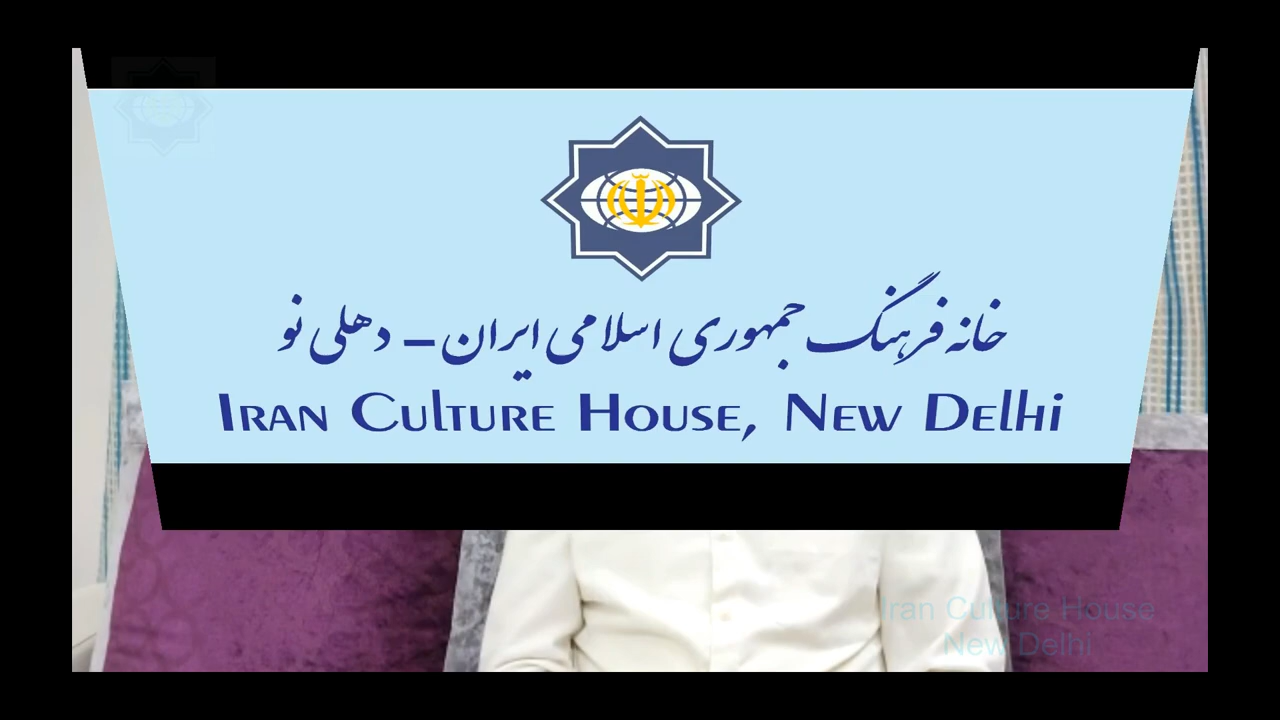 خانه فرهنگ جمهوری اسلامی ایران – دهلی نو
Iran Culture House, New Delhi
Iran Culture House
New Delhi